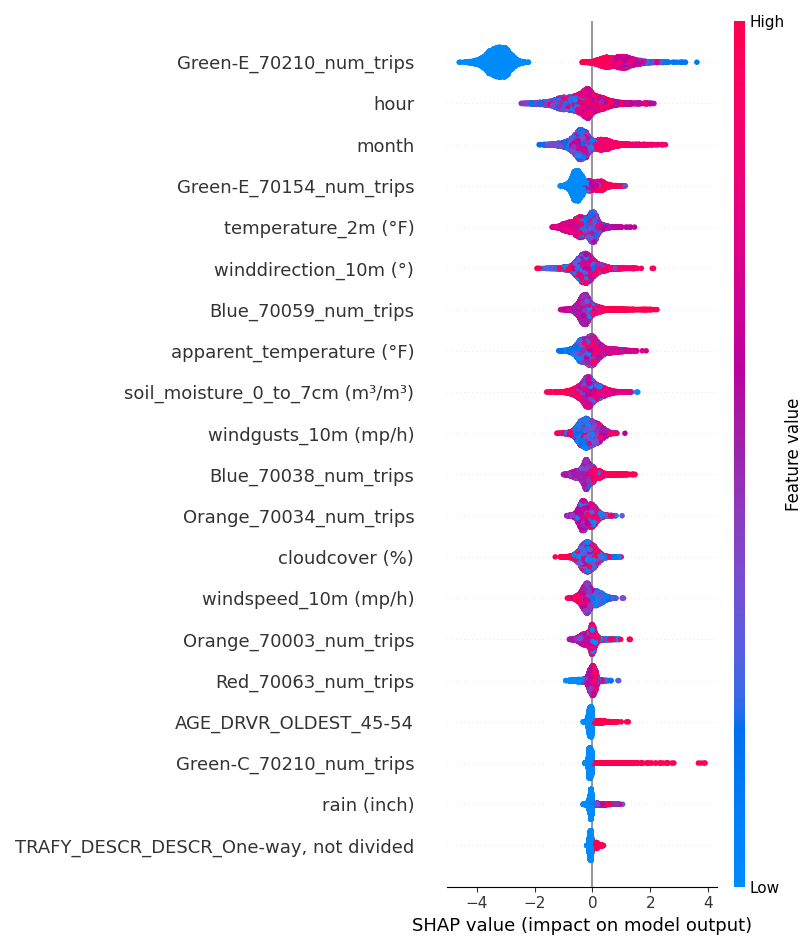 High
Green-E_70210_num_trips
hour
month
Green-E_70154_num_trips
temperature_2m (°F)
winddirection_10m (°)
Blue_70059_num_trips
apparent_temperature (°F)
soil_moisture_0_to_7cm (m³/m³)
windgusts_10m (mp/h)
Blue_70038_num_trips
Orange_70034_num_trips
cloudcover (%)
windspeed_10m (mp/h)
Orange_70003_num_trips
Red_70063_num_trips
AGE_DRVR_OLDEST_45-54
Green-C_70210_num_trips
rain (inch)
TRAFY_DESCR_DESCR_One-way, not divided
Feature value
Low
−4 −2 0 2 4
SHAP value (impact on model output)